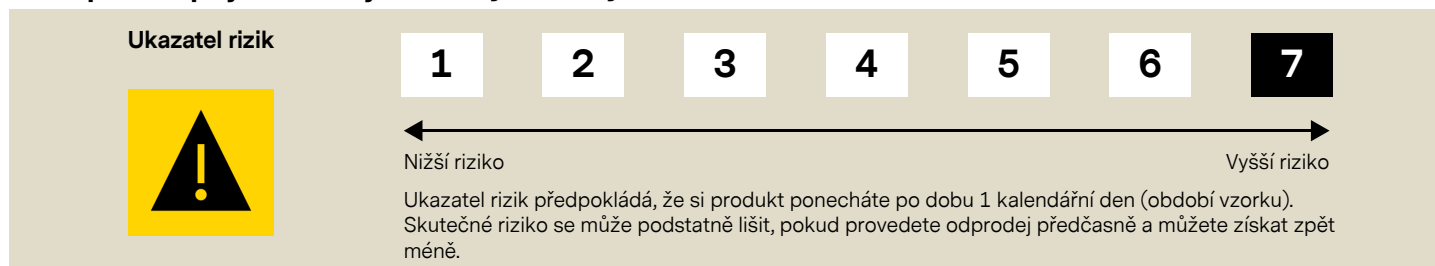 Ukazatel rizik
1 2 3 4 5 6 7
Nižší riziko Vyšší riziko
Ukazatel rizik předpokládá, že si produkt ponecháte po dobu 1 kalendářní den (období vzorku).
Skutečné riziko se může podstatně lišit, pokud provedete odprodej předčasně a můžete získat zpět
méně.